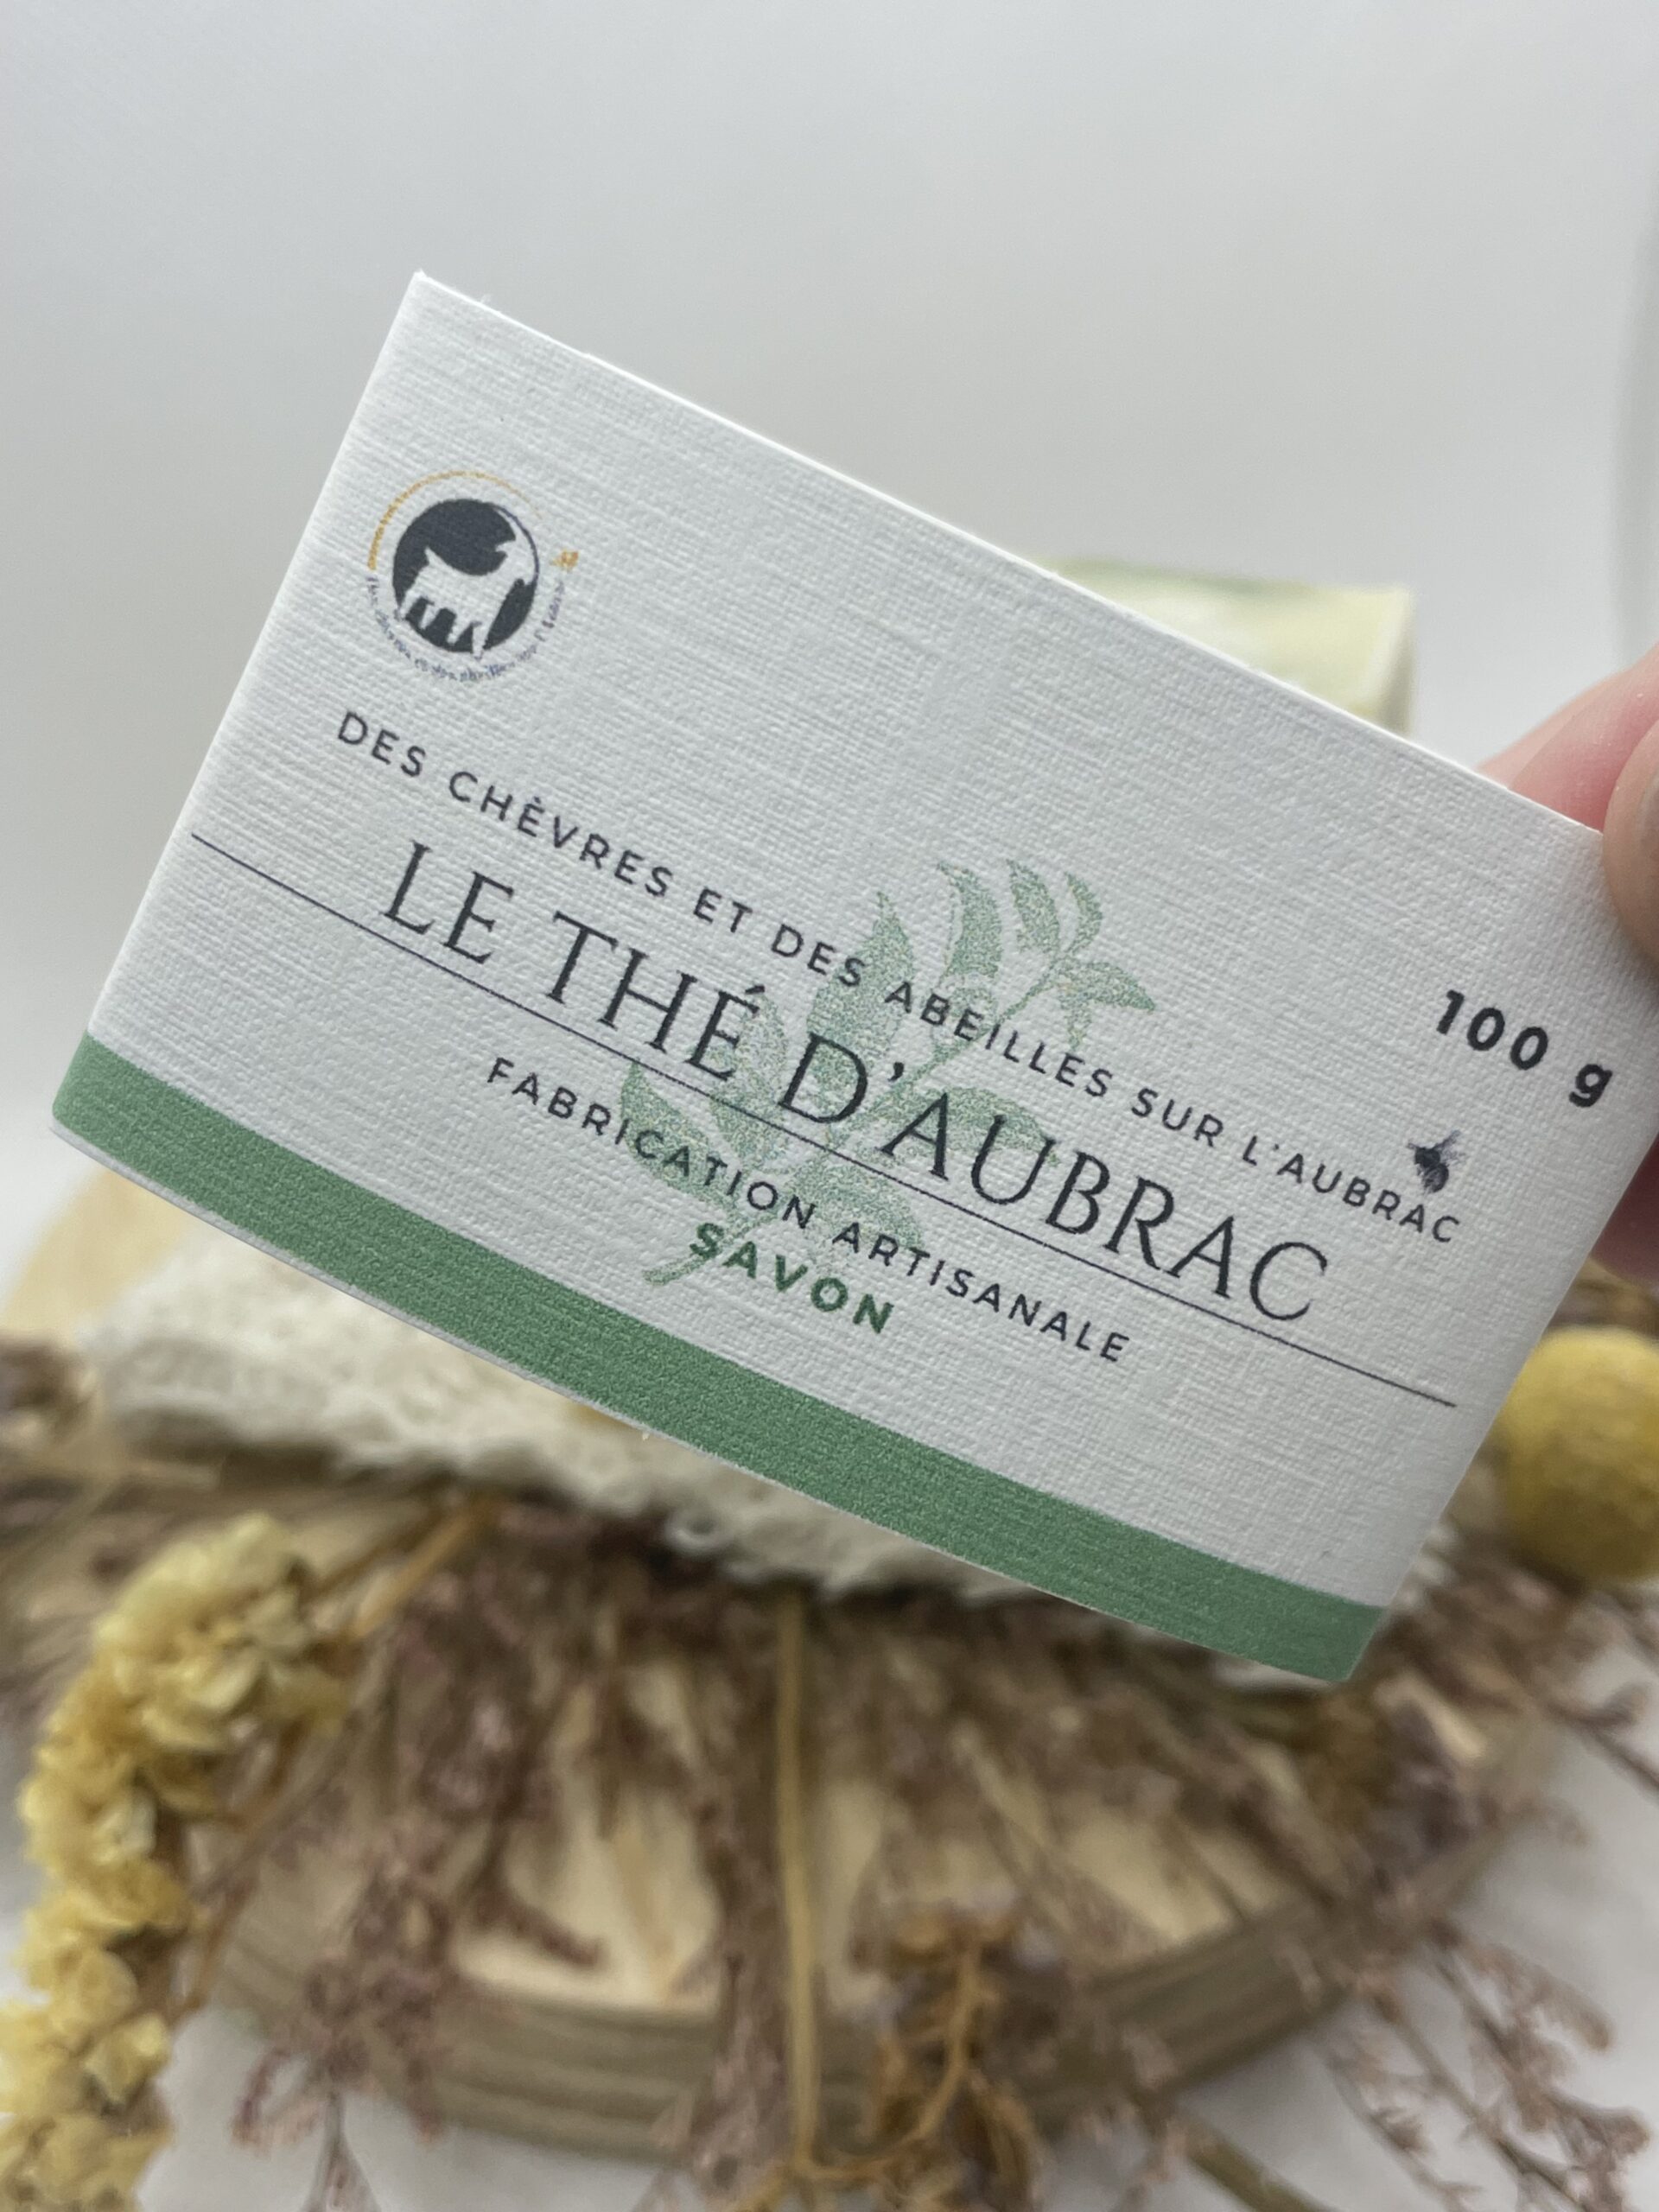 DES CHÈVRES ET DES ABEILLES SUR L'AUBRAC
100 g
LE THÉ D'AUBRAC
FABRICATION ARTISANALE
SAVON